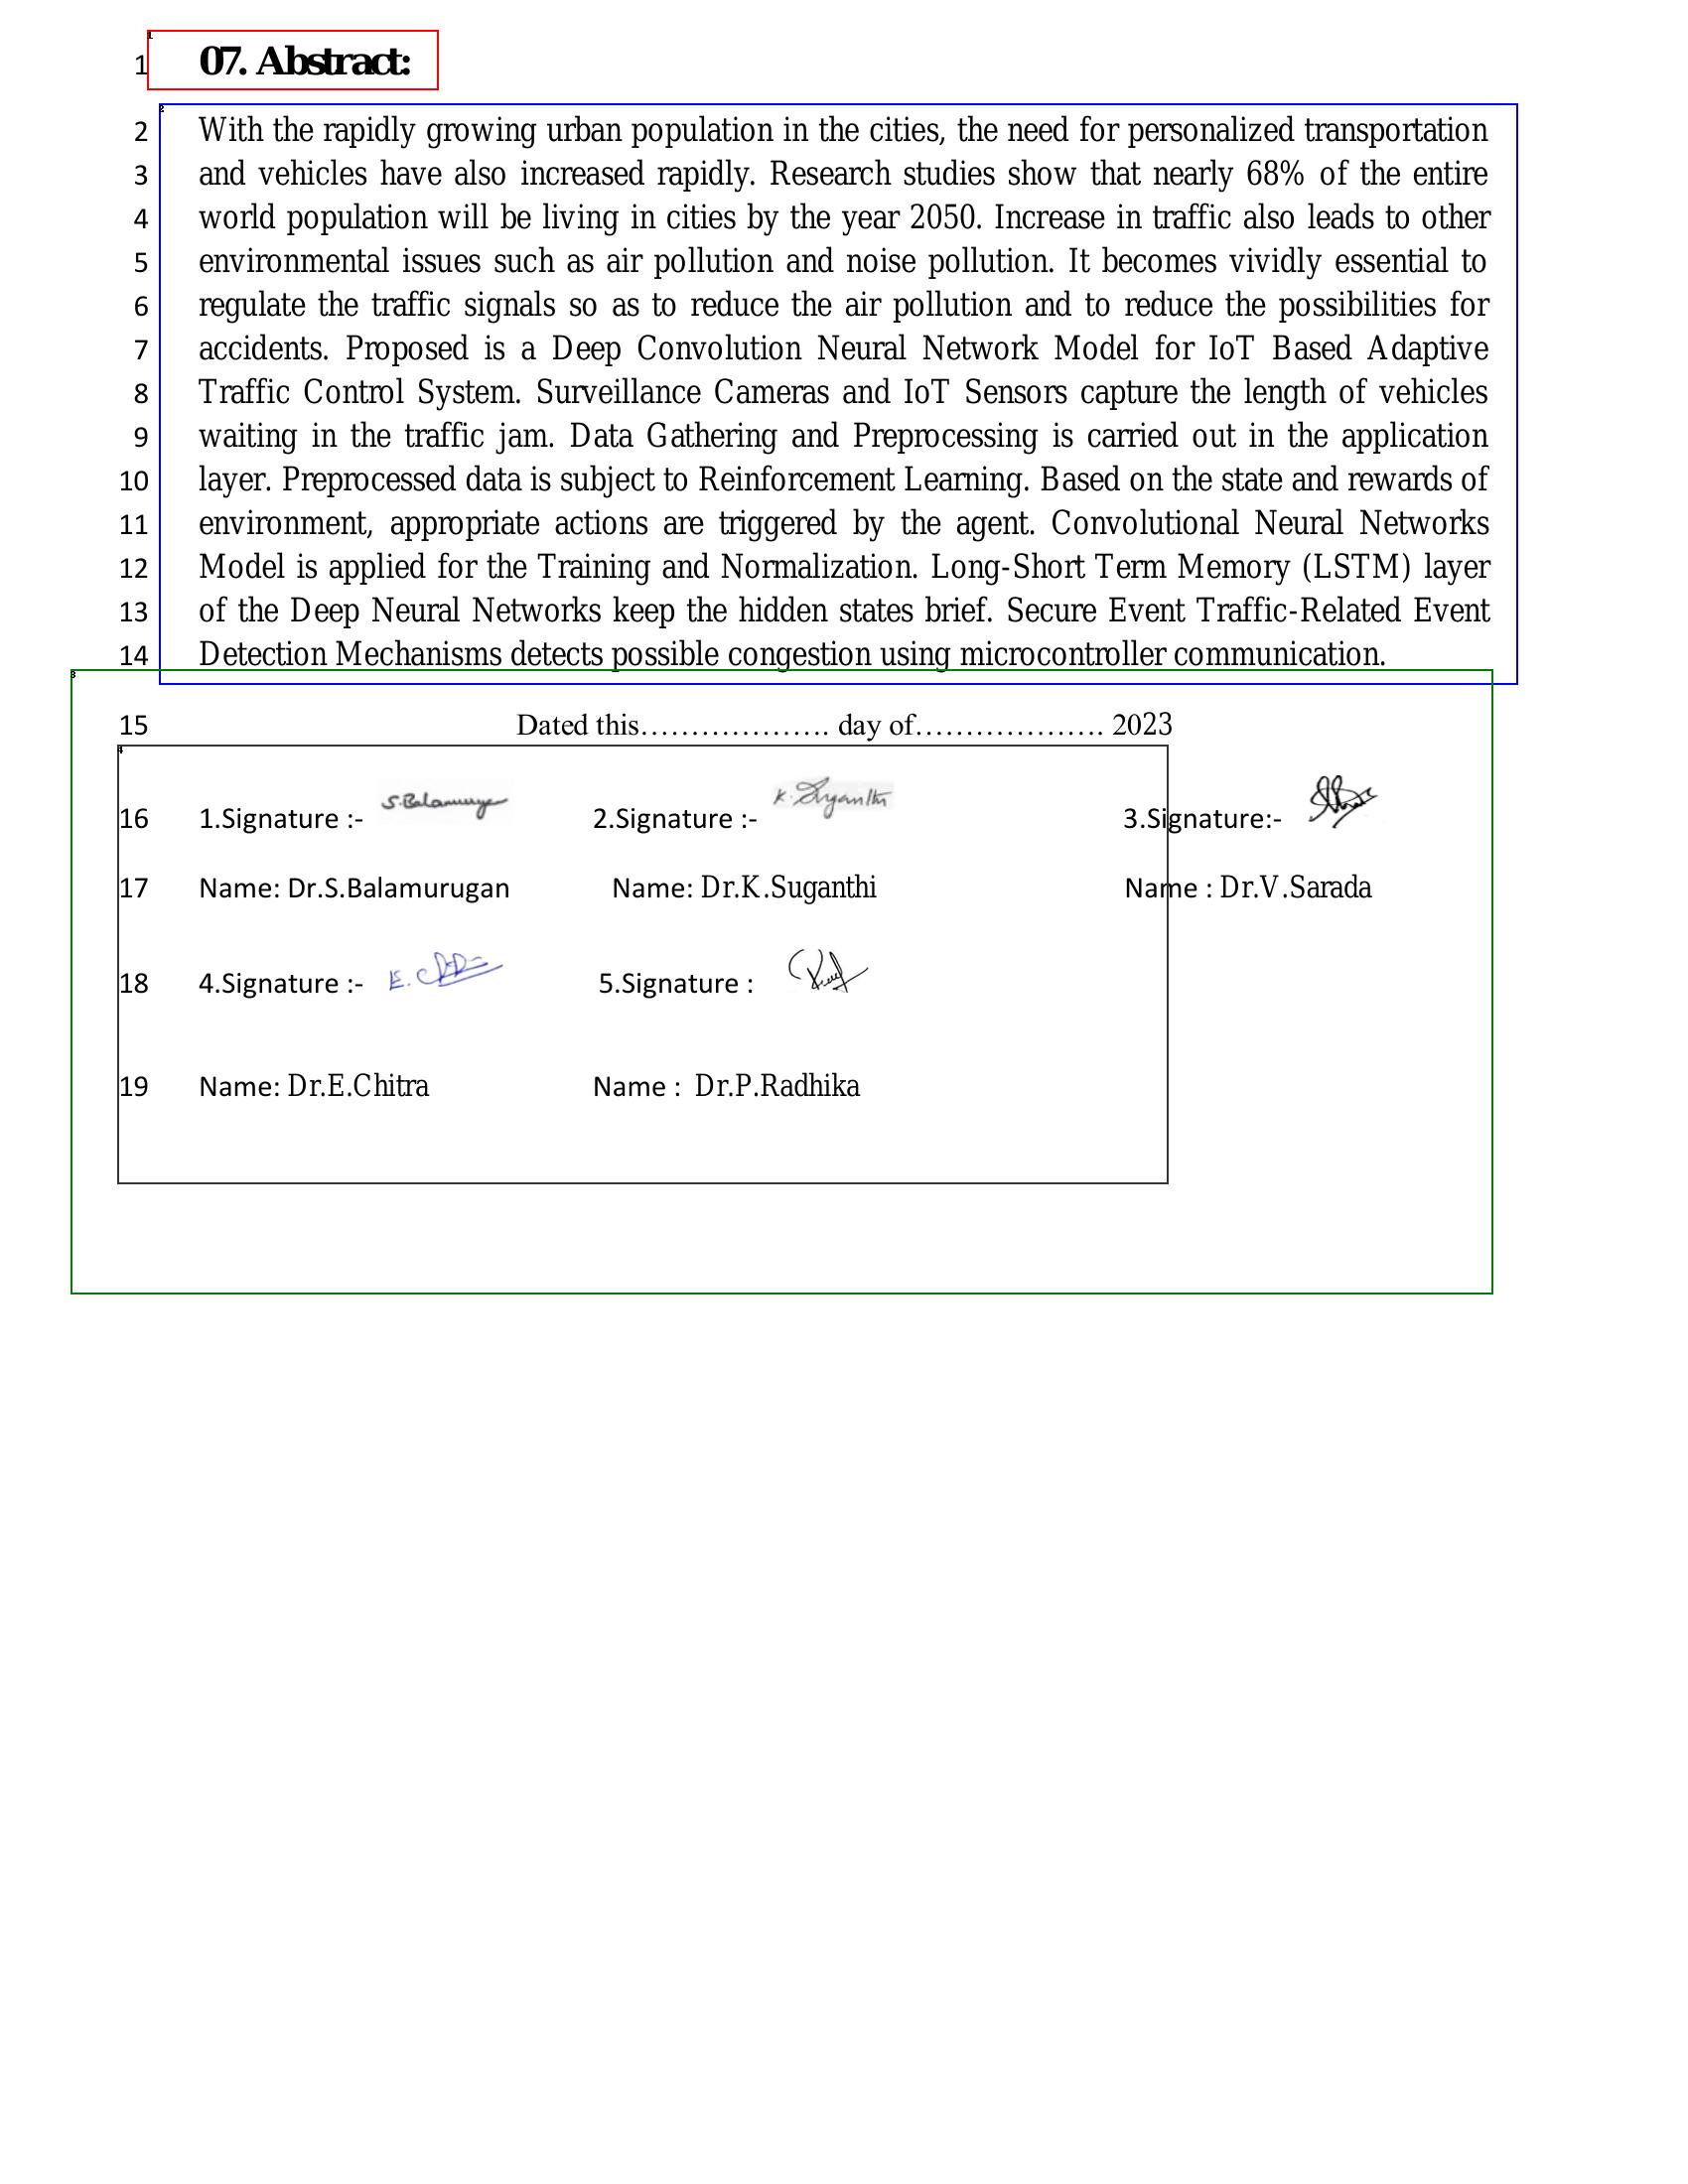 1 07. Abstract:
2 With the rapidly growing urban population in the cities, the need for personalized transportation
3 and vehicles have also increased rapidly. Research studies show that nearly 68% of the entire
4 world population will be living in cities by the year 2050. Increase in traffic also leads to other
5 environmental issues such as air pollution and noise pollution. It becomes vividly essential to
6 regulate the traffic signals so as to reduce the air pollution and to reduce the possibilities for
7 accidents. Proposed is a Deep Convolution Neural Network Model for IoT Based Adaptive
8 Traffic Control System. Surveillance Cameras and IoT Sensors capture the length of vehicles
9 waiting in the traffic jam. Data Gathering and Preprocessing is carried out in the application
10 layer. Preprocessed data is subject to Reinforcement Learning. Based on the state and rewards of
11 environment, appropriate actions are triggered by the agent. Convolutional Neural Networks
12 Model is applied for the Training and Normalization. Long-Short Term Memory (LSTM) layer
13 of the Deep Neural Networks keep the hidden states brief. Secure Event Traffic-Related Event
14 Detection Mechanisms detects possible congestion using microcontroller communication.
15 Dated this………………. day of………………. 2023
16 1.Signature :- S.Balamuruga 2.Signature :- K. Suganthi 3.Signature:-
17 Name: Dr.S.Balamurugan Name: Dr.K.Suganthi Name : Dr.V.Sarada
18 4.Signature :- E. 5.Signature :
19 Name: Dr.E.Chitra Name : Dr.P.Radhika